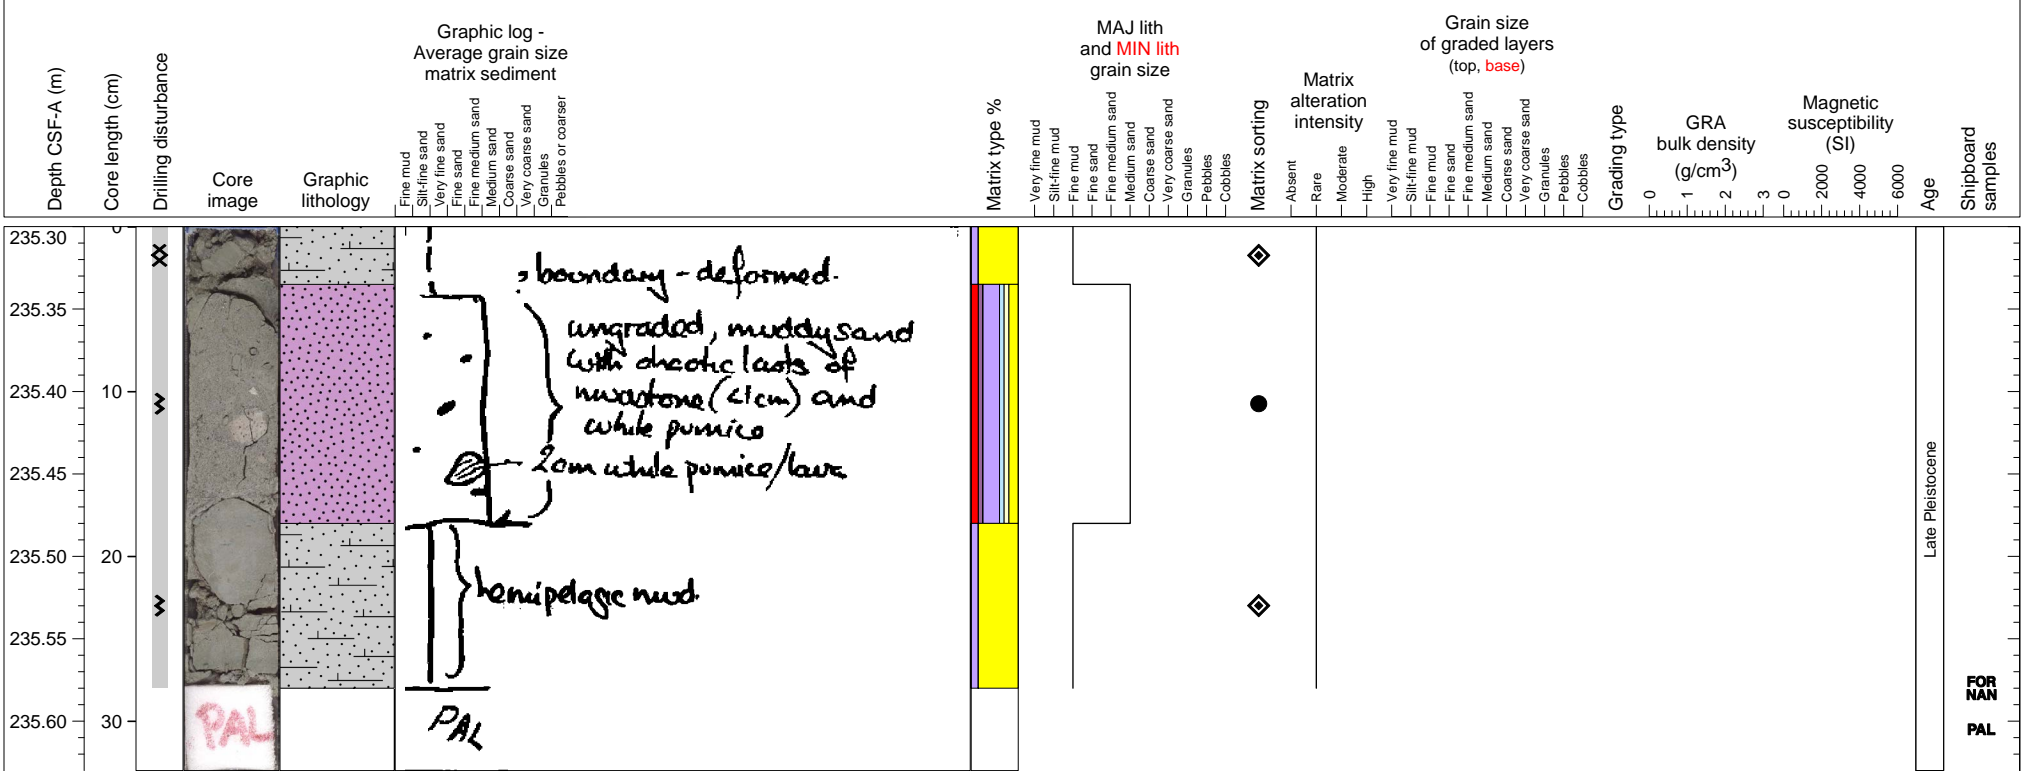 Depth CSF-A (m)
Core length (cm)
Drilling disturbance
Core
image
Graphic
lithology
Graphic log -
Average grain size
matrix sediment
Fine mud
Silt-fine sand
Very fine sand
Fine sand
Fine medium sand
Medium sand
Coarse sand
Very coarse sand
Granules
Pebbles or coarser
Matrix type %
MAJ lith
and MIN lith
grain size
Very fine mud
Silt-fine mud
Fine mud
Fine sand
Fine medium sand
Medium sand
Coarse sand
Very coarse sand
Granules
Pebbles
Cobbles
Matrix sorting
Matrix
alteration
intensity
Absent
Rare
Moderate
High
Grain size
of graded layers
(top, base)
Very fine mud
Silt-fine mud
Fine mud
Fine sand
Fine medium sand
Medium sand
Coarse sand
Very coarse sand
Granules
Pebbles
Cobbles
Grading type
GRA
bulk density
(g/cm3)
0 1 2 3
Magnetic
susceptibility
(SI)
0 2000 4000 6000
Age
Shipboard
samples
235.30
235.35
235.40
235.45
235.50
235.55
235.60
0
10
20
30
boundary - deformed.
ungraded, muddy sand
with chaotic clasts of
mudstone (<1cm) and
white pumice
2cm white pumice/lava
hemipelagic mud.
PAL
PAL
Late Pleistocene
FOR
NAN
PAL